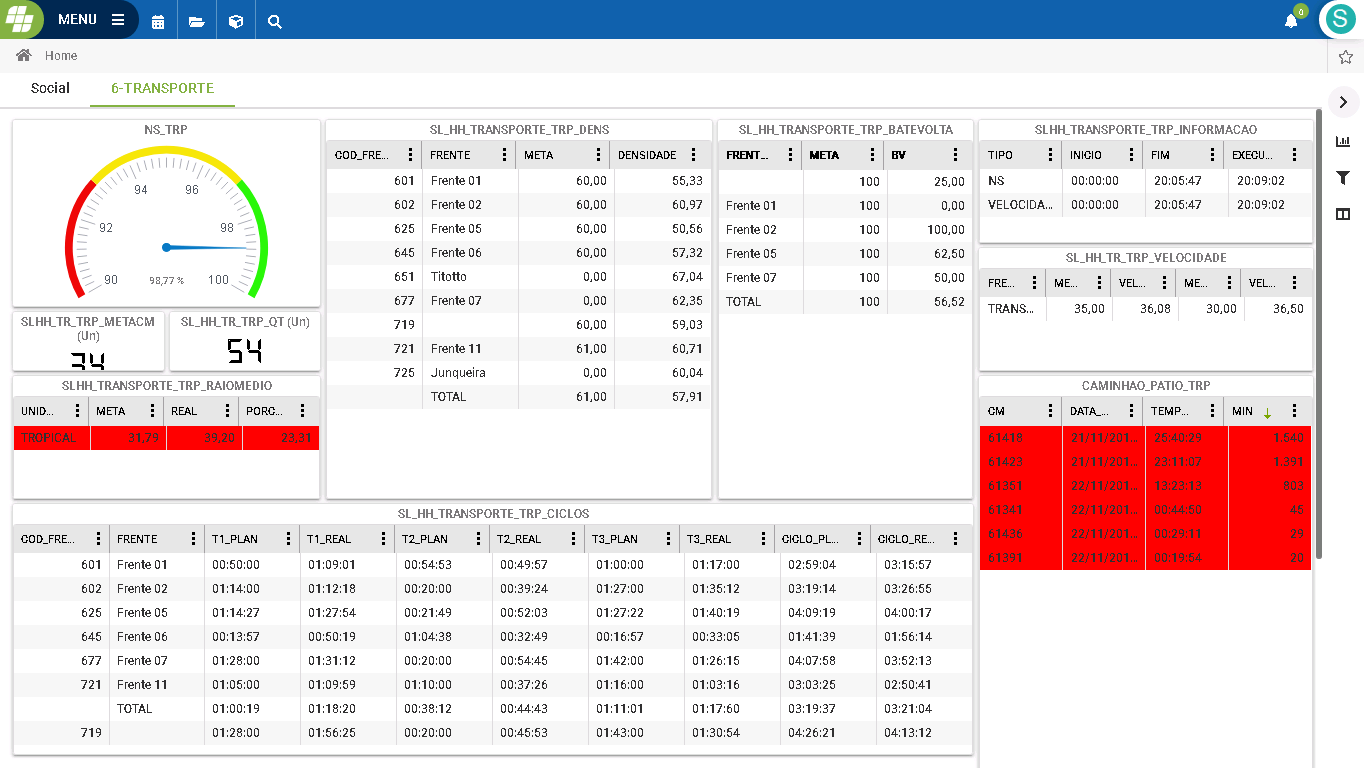 MENU
0
S
Home
Social 6-TRANSPORTE
NS_TRP
90 92 94 96 98 100
98,77 %
SLHH_TR_TRP_METACM (Un)
34
SL_HH_TR_TRP_QT (Un)
54
SLHH_TRANSPORTE_TRP_RAIOMEDIO
UNID... META REAL PORC...
TROPICAL 31,79 39,20 23,31
SL_HH_TRANSPORTE_TRP_DENS
COD_FRE... FRENTE META DENSIDADE
601 Frente 01 60,00 55,33
602 Frente 02 60,00 60,97
625 Frente 05 60,00 50,56
645 Frente 06 60,00 57,32
651 Titotto 0,00 67,04
677 Frente 07 0,00 62,35
719 60,00 59,03
721 Frente 11 61,00 60,71
725 Junqueira 0,00 60,04
TOTAL 61,00 57,91
SL_HH_TRANSPORTE_TRP_BATEVOLTA
FRENT... META BV
100 25,00
Frente 01 100 0,00
Frente 02 100 100,00
Frente 05 100 62,50
Frente 07 100 50,00
TOTAL 100 56,52
SLHH_TRANSPORTE_TRP_INFORMACAO
TIPO INICIO FIM EXECU...
NS 00:00:00 20:05:47 20:09:02
VELOCIDA... 00:00:00 20:05:47 20:09:02
SL_HH_TR_TRP_VELOCIDADE
FRE... ME... VEL... ME... VEL...
TRANS... 35,00 36,08 30,00 36,50
CAMINHAO_PATIO_TRP
CM DATA_... TEMP... MIN
61418 21/11/201... 25:40:29 1.540
61423 21/11/201... 23:11:07 1.391
61351 22/11/201... 13:23:13 803
61341 22/11/201... 00:44:50 45
61436 22/11/201... 00:29:11 29
61391 22/11/201... 00:19:54 20
SL_HH_TRANSPORTE_TRP_CICLOS
COD_FRE... FRENTE T1_PLAN T1_REAL T2_PLAN T2_REAL T3_PLAN T3_REAL CICLO_PL... CICLO_RE...
601 Frente 01 00:50:00 01:09:01 00:54:53 00:49:57 01:00:00 01:17:00 02:59:04 03:15:57
602 Frente 02 01:14:00 01:12:18 00:20:00 00:39:24 01:27:00 01:35:12 03:19:14 03:26:55
625 Frente 05 01:14:27 01:27:54 00:21:49 00:52:03 01:27:22 01:40:19 04:09:19 04:00:17
645 Frente 06 00:13:57 00:50:19 01:04:38 00:32:49 00:16:57 00:33:05 01:41:39 01:56:14
677 Frente 07 01:28:00 01:31:12 00:20:00 00:54:45 01:42:00 01:26:15 04:07:58 03:52:13
721 Frente 11 01:05:00 01:09:59 01:10:00 00:37:26 01:16:00 01:03:16 03:03:25 02:50:41
TOTAL 01:00:19 01:18:20 00:38:12 00:44:43 01:11:01 01:17:60 03:19:37 03:21:04
719 01:28:00 01:56:25 00:20:00 00:45:53 01:43:00 01:30:54 04:26:21 04:13:12